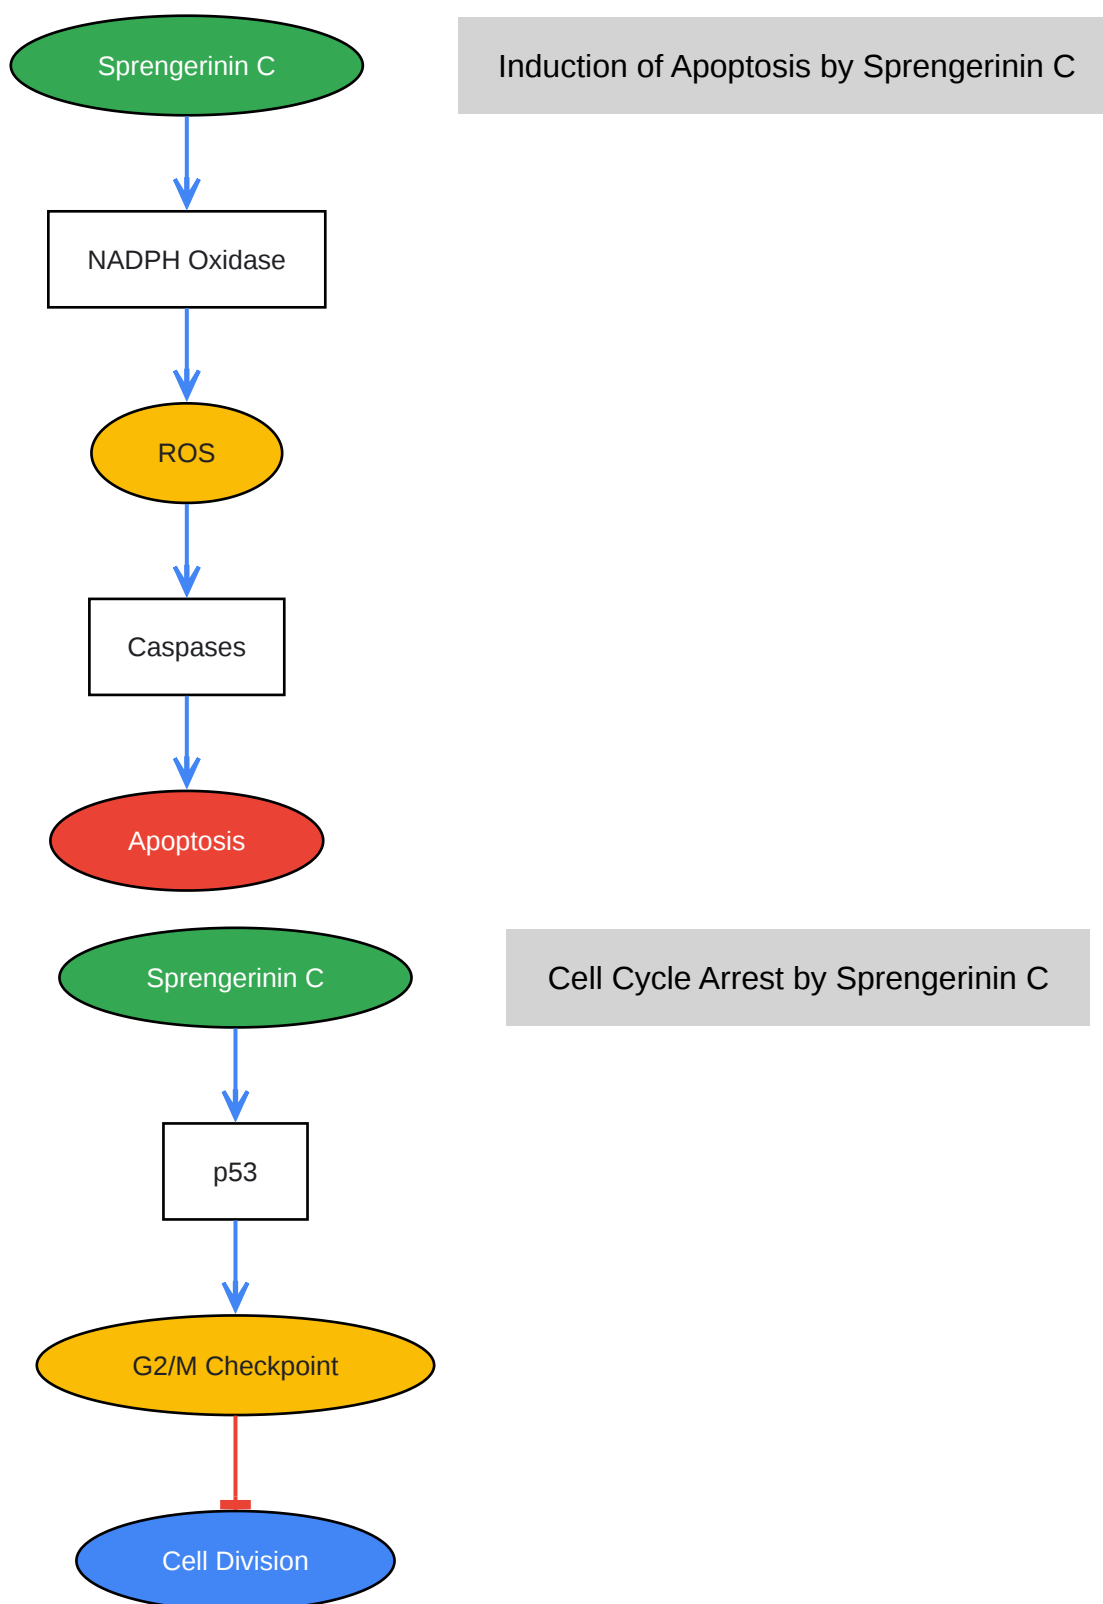 Sprengerinin C
Induction of Apoptosis by Sprengerinin C
NADPH Oxidase
ROS
Caspases
Apoptosis
Sprengerinin C
Cell Cycle Arrest by Sprengerinin C
p53
G2/M Checkpoint
Cell Division